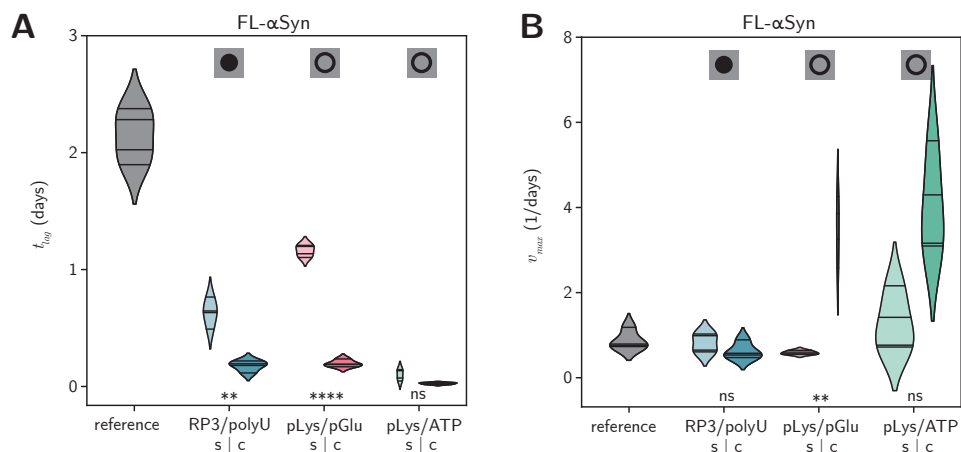 A
FL-αSyn
3
2
1
0
t_lag (days)
** **** ns
reference RP3/polyU pLys/pGlu pLys/ATP
s | c s | c s | c
B
FL-αSyn
8
6
4
2
0
v_max (1/days)
ns ** ns
reference RP3/polyU pLys/pGlu pLys/ATP
s | c s | c s | c